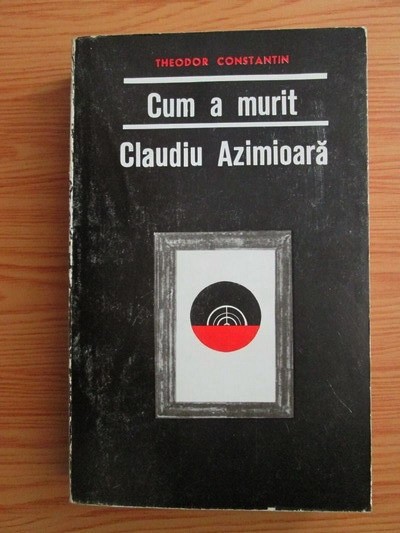 THEODOR CONSTANTIN
Cum a murit
Claudiu Azimioară